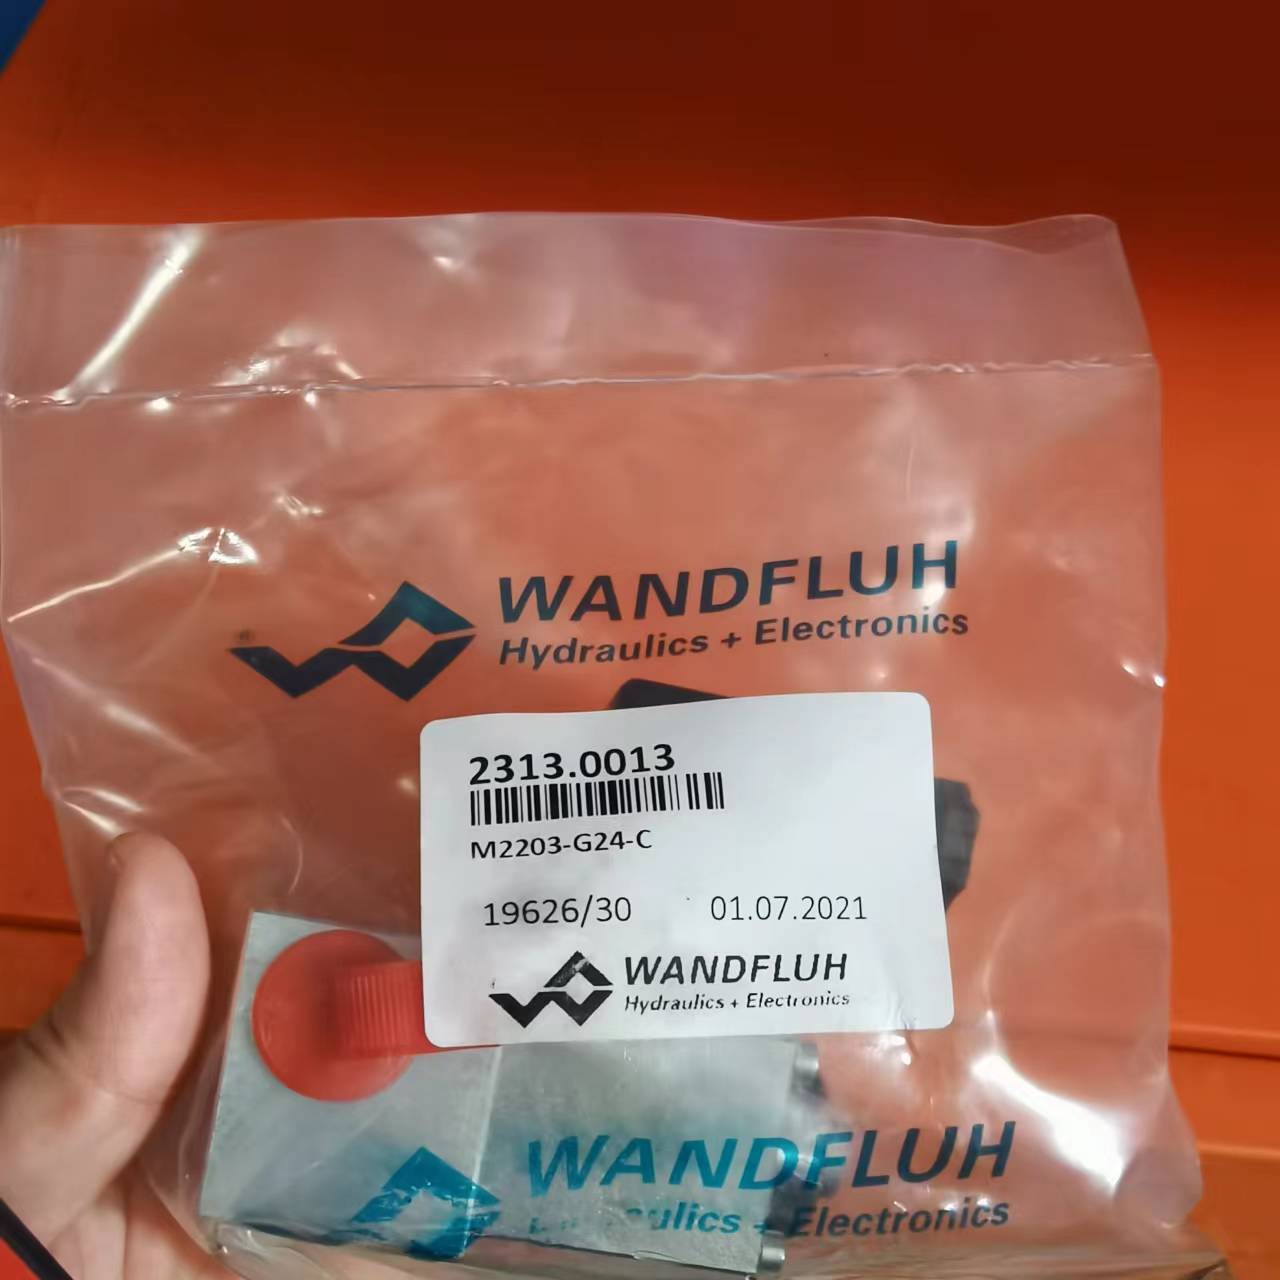 WANDFLUH
Hydraulics + Electronics
2313.0013
M2203-G24-C
19626/30 01.07.2021
WANDFLUH
Hydraulics + Electronics
WANDFLUH
Electronics